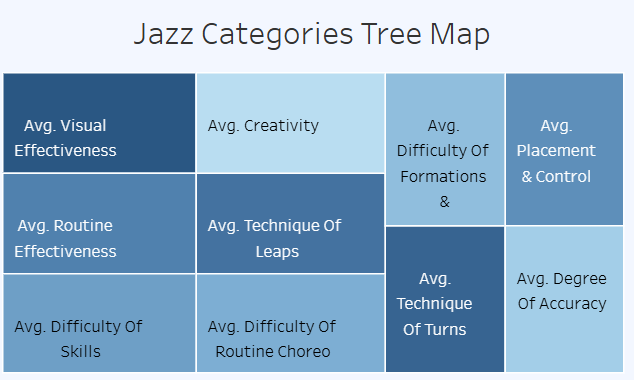 Jazz Categories Tree Map
Avg. Visual
Effectiveness
Avg. Creativity
Avg.
Difficulty Of
Formations
&
Avg.
Placement
& Control
Avg. Routine
Effectiveness
Avg. Technique Of
Leaps
Avg.
Technique
Of Turns
Avg. Degree
Of Accuracy
Avg. Difficulty Of
Skills
Avg. Difficulty Of
Routine Choreo